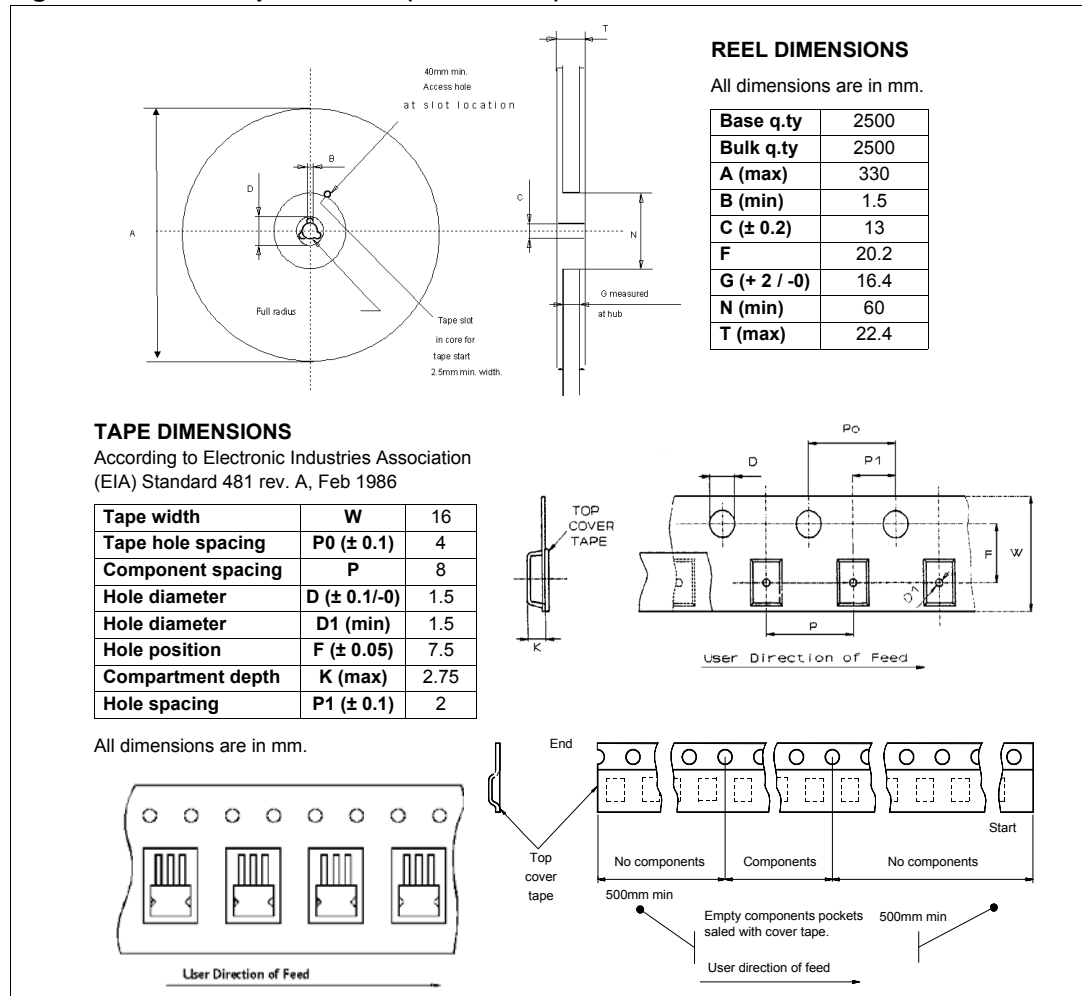 T
40mm min.
Access hole
at slot location
B
D
C
A
N
Full radius
G measured
at hub
Tape slot
in core for
tape start
2.5mm min. width.
REEL DIMENSIONS
All dimensions are in mm.
Base q.ty 2500
Bulk q.ty 2500
A (max) 330
B (min) 1.5
C (± 0.2) 13
F 20.2
G (+ 2 / -0) 16.4
N (min) 60
T (max) 22.4
TAPE DIMENSIONS
According to Electronic Industries Association
(EIA) Standard 481 rev. A, Feb 1986
Tape width W 16
Tape hole spacing P0 (± 0.1) 4
Component spacing P 8
Hole diameter D (± 0.1/-0) 1.5
Hole diameter D1 (min) 1.5
Hole position F (± 0.05) 7.5
Compartment depth K (max) 2.75
Hole spacing P1 (± 0.1) 2
All dimensions are in mm.
Po
D
P1
TOP
COVER
TAPE
F
W
D1
K
P
User Direction of Feed
End
Start
Top
cover
tape
No components
Components
No components
500mm min
Empty components pockets
saled with cover tape.
500mm min
User direction of feed
User Direction of Feed